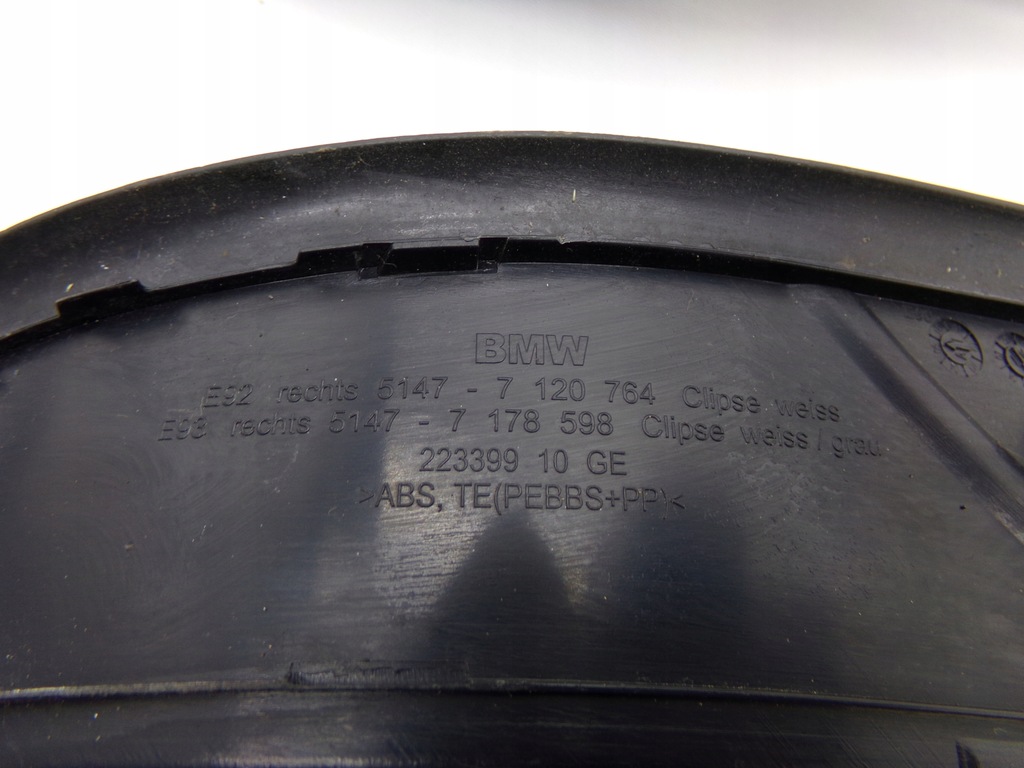 BMW
E92 rechts 5147 - 7 120 764 Clipse weiss
E93 rechts 5147 - 7 178 598 Clipse weiss / grau
223399 10 GE
>ABS, TE(PEBBS+PP)<